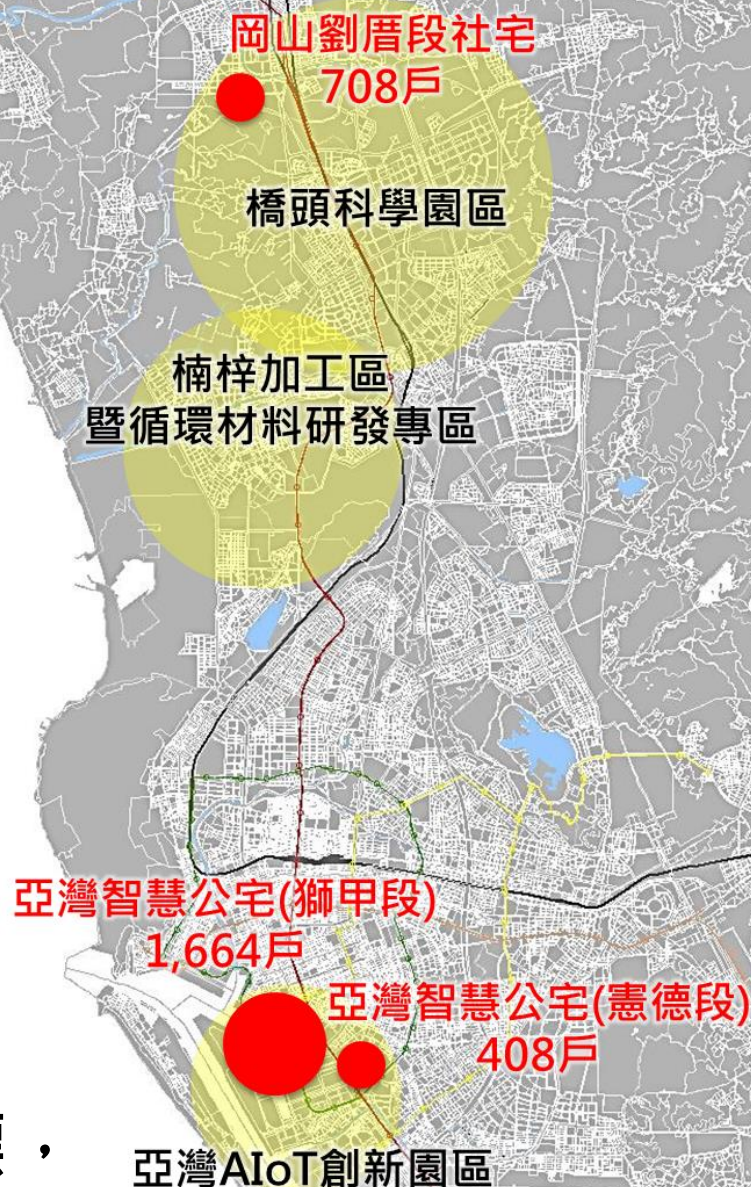 岡山劉厝段社宅
708戶
橋頭科學園區
楠梓加工區
暨循環材料研發專區
亞灣智慧公宅(獅甲段)
1,664戶
亞灣智慧公宅(憲德段)
408戶
，
亞灣AIoT創新園區